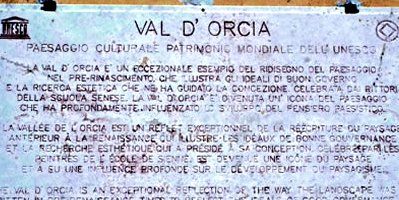 UNESCO
VAL D' ORCIA
PAESAGGIO CULTURALE PATRIMONIO MONDIALE DELL'UNESCO
LA VAL D'ORCIA E' UN ECCEZIONALE ESEMPIO DEL RIDISEGNO DEL PAESAGGIO
NEL PRE-RINASCIMENTO, CHE ILLUSTRA GLI IDEALI DI BUON GOVERNO
E LA RICERCA ESTETICA CHE NE HA GUIDATO LA CONCEZIONE. CELEBRATA DAI PITTORI
DELLA SCUOLA SENESE, LA VAL D'ORCIA E' DIVENUTA UN' ICONA DEL PAESAGGIO
CHE HA PROFONDAMENTE INFLUENZATO LO SVILUPPO DEL PENSIERO PAESISTICO.
LA VALLÉE DE L'ORCIA EST UN REFLET EXCEPTIONNEL DE LA RÉÉCRITURE DU PAYSAGE
ANTÉRIEUR À LA RENAISSANCE QUI ILLUSTRE LES IDÉAUX DE BONNE GOUVERNANCE
ET LA RECHERCHE ESTHÉTIQUE QUI A PRÉSIDÉ À SA CONCEPTION. CÉLÉBRÉE PAR LES
PEINTRES DE L'ÉCOLE DE SIENNE, EST DEVENUE UNE ICÔNE DU PAYSAGE
ET A SU UNE INFLUENCE PROFONDE SUR LE DÉVELOPPEMENT DU PAYSAGISME.
VAL D'ORCIA IS AN EXCEPTIONAL REFLECTION OF THE WAY THE LANDSCAPE WAS